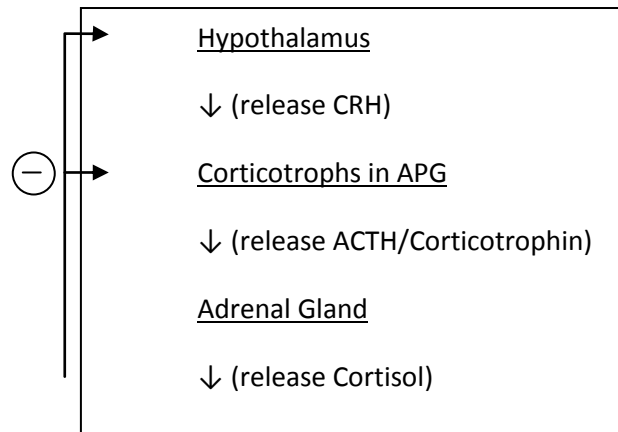 Hypothalamus
↓ (release CRH)
−
Corticotrophs in APG
↓ (release ACTH/Corticotrophin)
Adrenal Gland
↓ (release Cortisol)